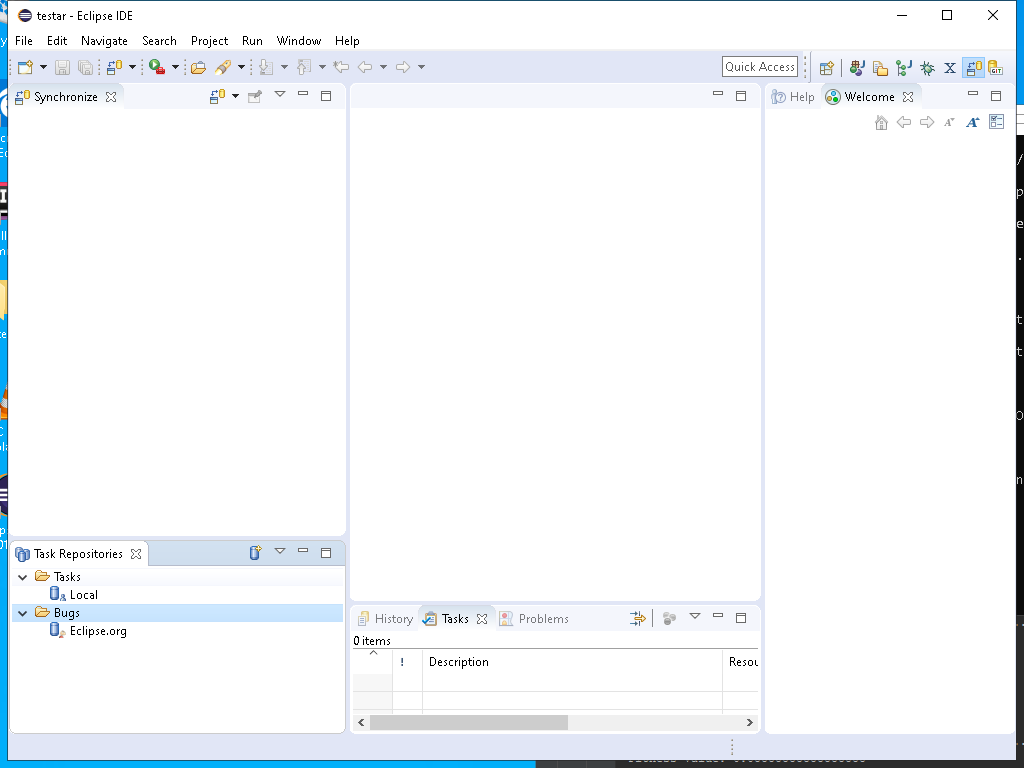 testar - Eclipse IDE
File Edit Navigate Search Project Run Window Help
Quick Access
Synchronize
Help Welcome
Task Repositories
Tasks
Local
Bugs
Eclipse.org
History Tasks Problems
0 items
! Description Resou